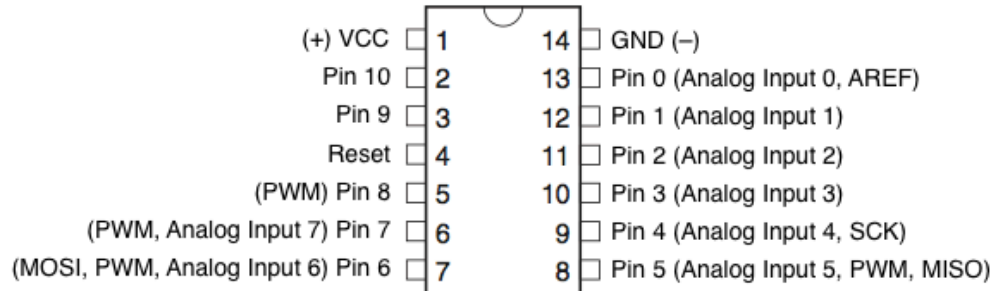 (+) VCC 1 14 GND (–)
Pin 10 2 13 Pin 0 (Analog Input 0, AREF)
Pin 9 3 12 Pin 1 (Analog Input 1)
Reset 4 11 Pin 2 (Analog Input 2)
(PWM) Pin 8 5 10 Pin 3 (Analog Input 3)
(PWM, Analog Input 7) Pin 7 6 9 Pin 4 (Analog Input 4, SCK)
(MOSI, PWM, Analog Input 6) Pin 6 7 8 Pin 5 (Analog Input 5, PWM, MISO)